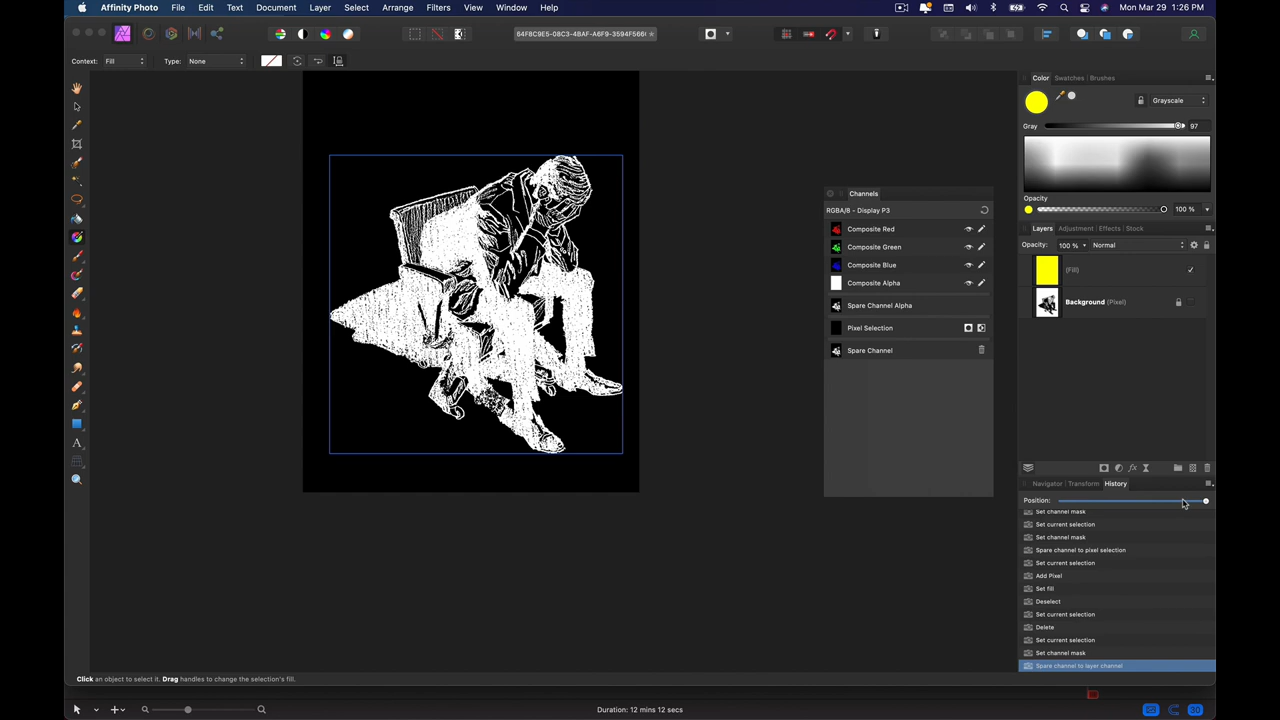 Affinity Photo File Edit Text Document Layer Select Arrange Filters View Window Help Mon Mar 29 1:26 PM
64F8C9E5-08C3-4BAF-A6F9-3594F566
Context: Fill Type: None
Color Swatches Brushes
Grayscale
Gray 97
Opacity
100 %
Layers Adjustment Effects Stock
Opacity: 100 % Normal
(Fill)
Background (Pixel)
Channels
RGBA/8 - Display P3
Composite Red
Composite Green
Composite Blue
Composite Alpha
Spare Channel Alpha
Pixel Selection
Spare Channel
Navigator Transform History
Position:
Set channel mask
Set current selection
Set channel mask
Spare channel to pixel selection
Set current selection
Add Pixel
Set fill
Deselect
Set current selection
Delete
Set current selection
Set channel mask
Spare channel to layer channel
Click an object to select it. Drag handles to change the selection's fill.
Duration: 12 mins 12 secs
30